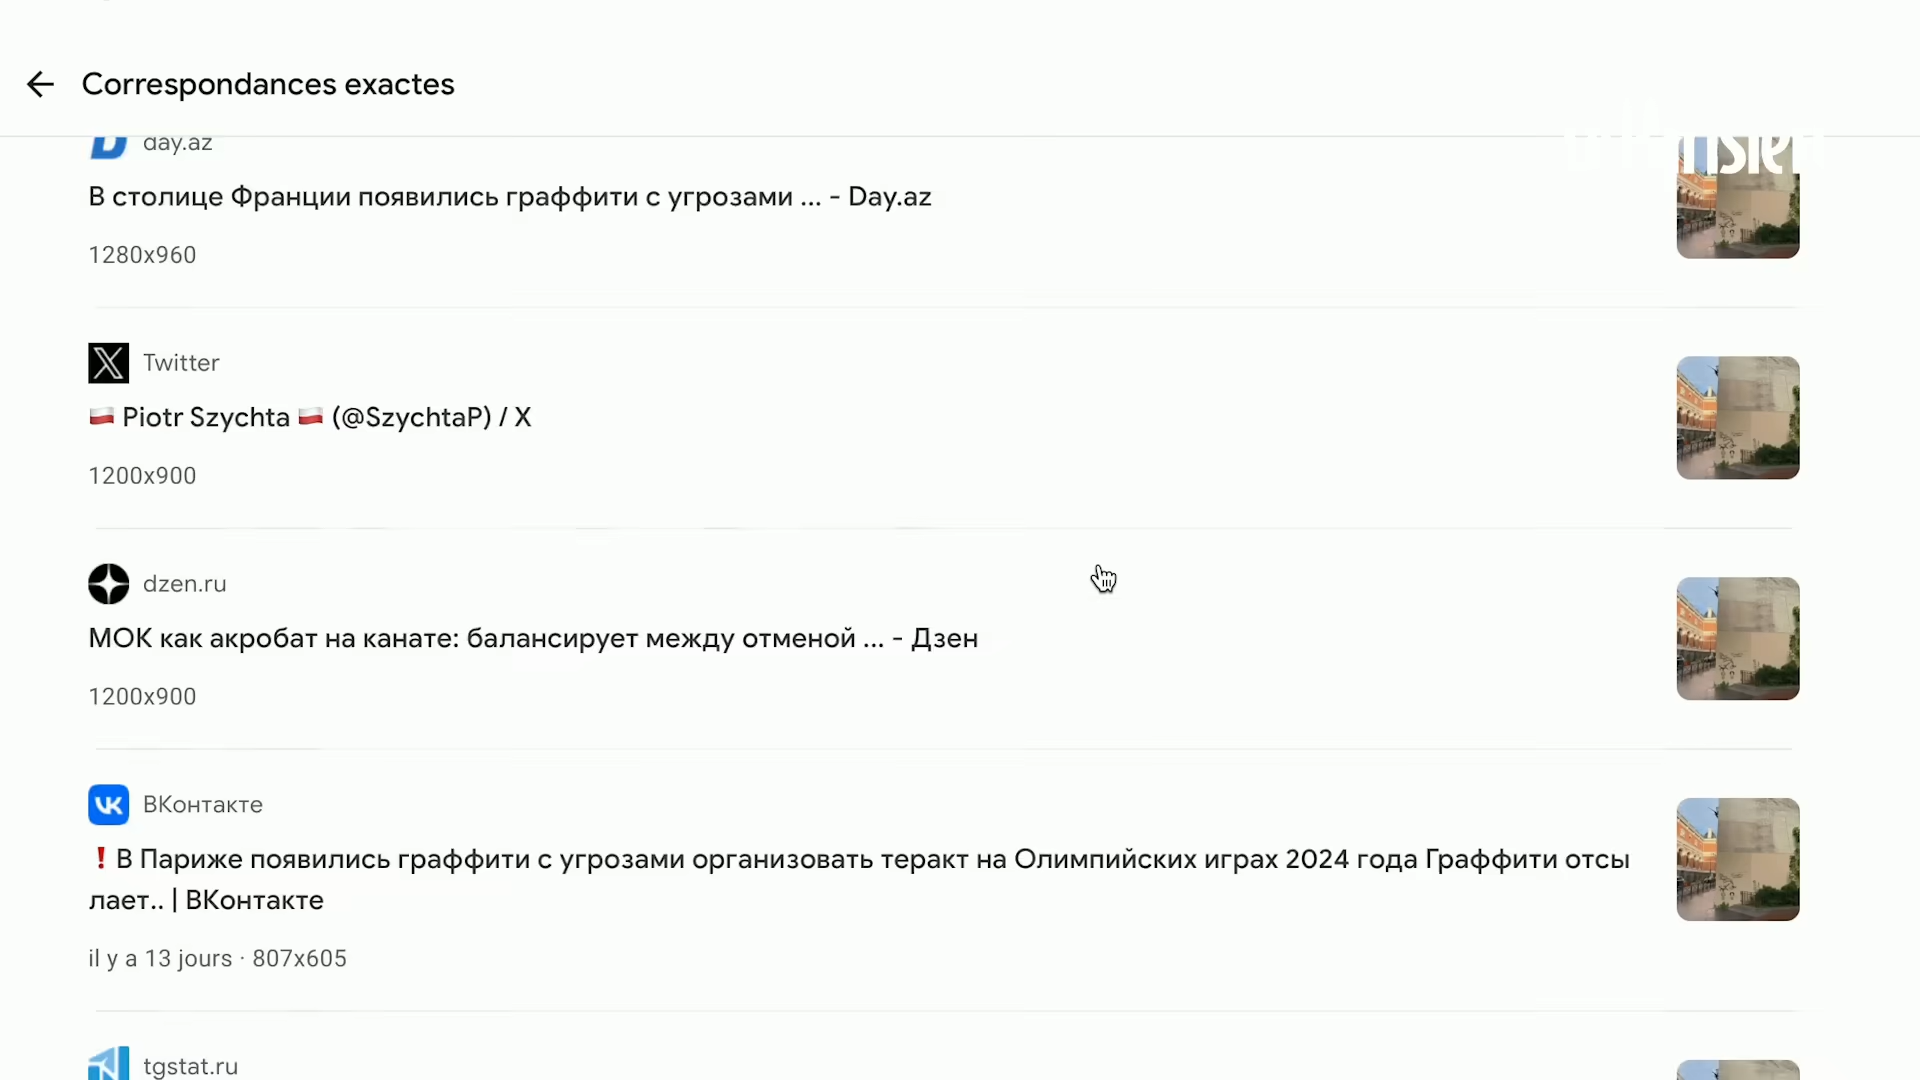 Correspondances exactes
day.az
В столице Франции появились граффити с угрозами ... - Day.az
1280x960
Twitter
Piotr Szychta (@SzychtaP) / X
1200x900
dzen.ru
МОК как акробат на канате: балансирует между отменой ... - Дзен
1200x900
ВКонтакте
❗В Париже появились граффити с угрозами организовать теракт на Олимпийских играх 2024 года Граффити отсы
лает.. | ВКонтакте
il y a 13 jours · 807x605
tgstat.ru